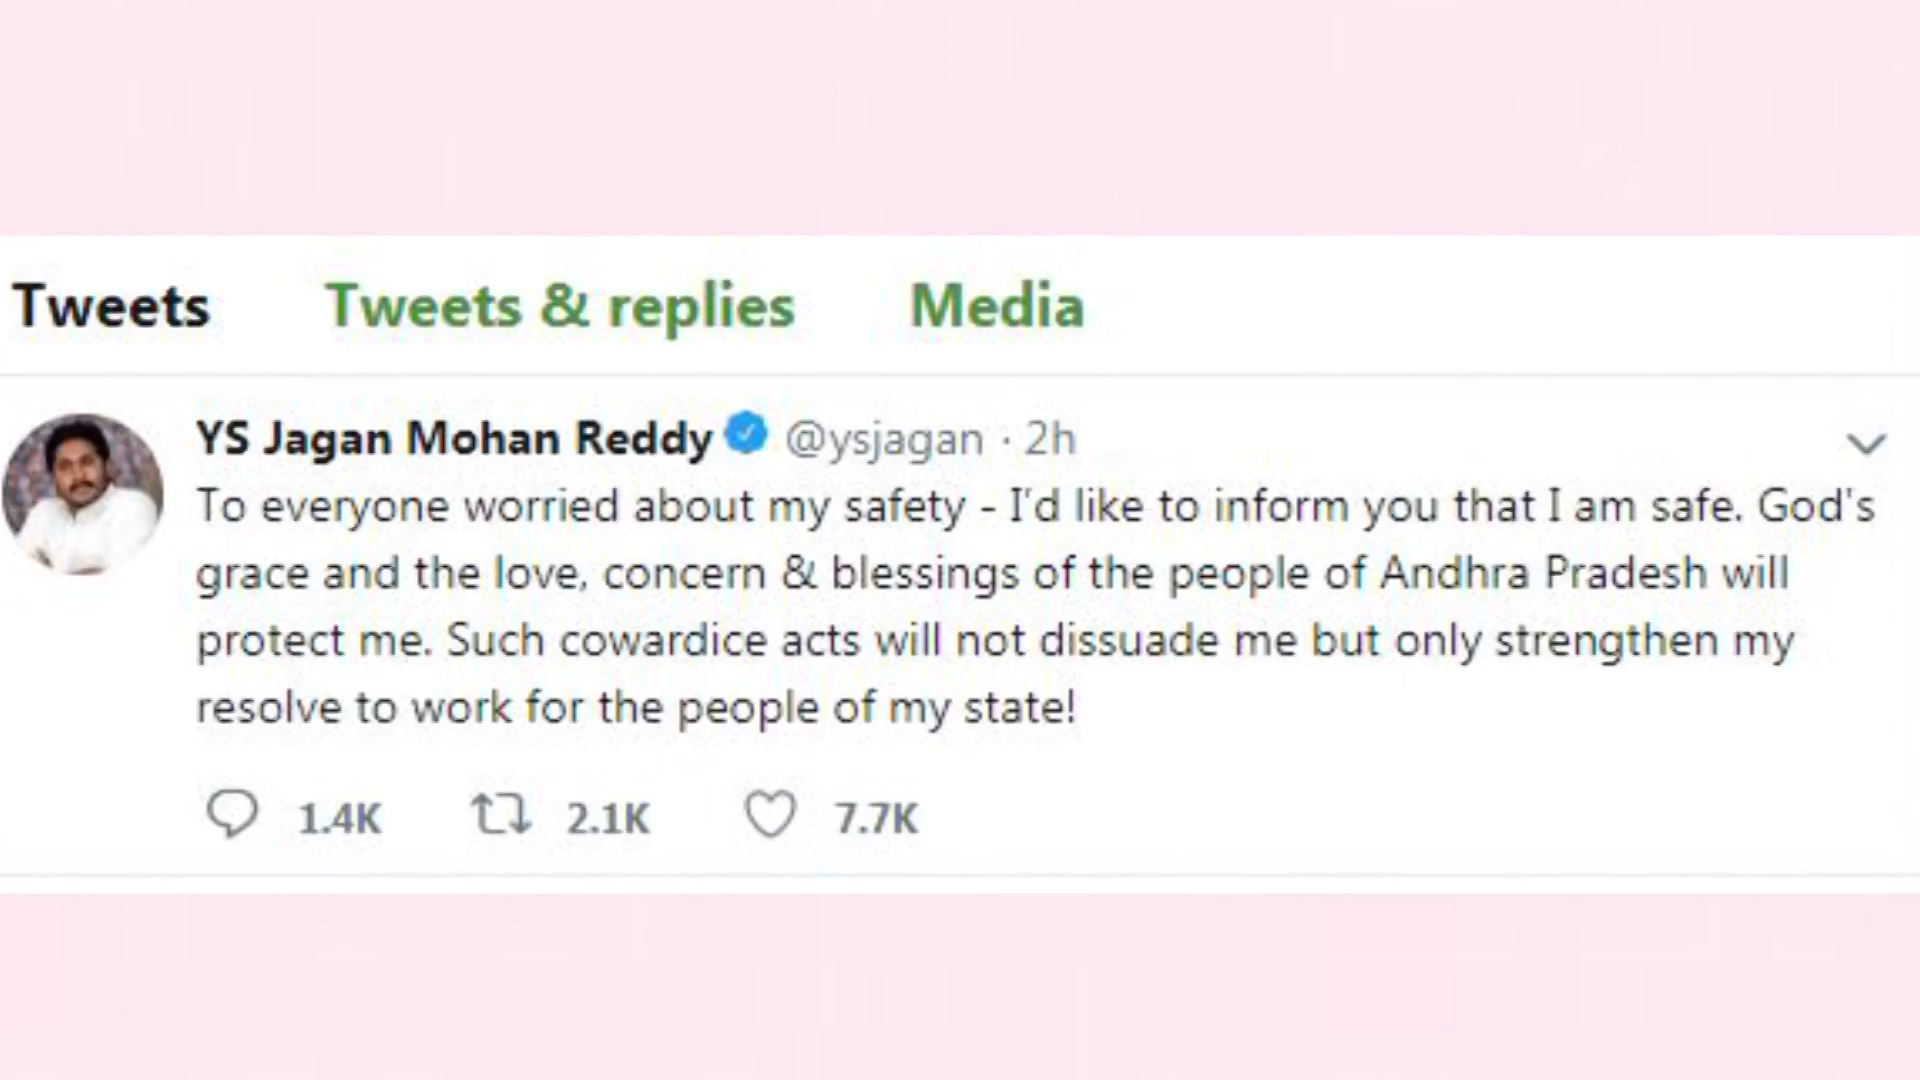 Tweets Tweets & replies Media
YS Jagan Mohan Reddy @ysjagan · 2h
To everyone worried about my safety - I'd like to inform you that I am safe. God's
grace and the love, concern & blessings of the people of Andhra Pradesh will
protect me. Such cowardice acts will not dissuade me but only strengthen my
resolve to work for the people of my state!
1.4K 2.1K 7.7K